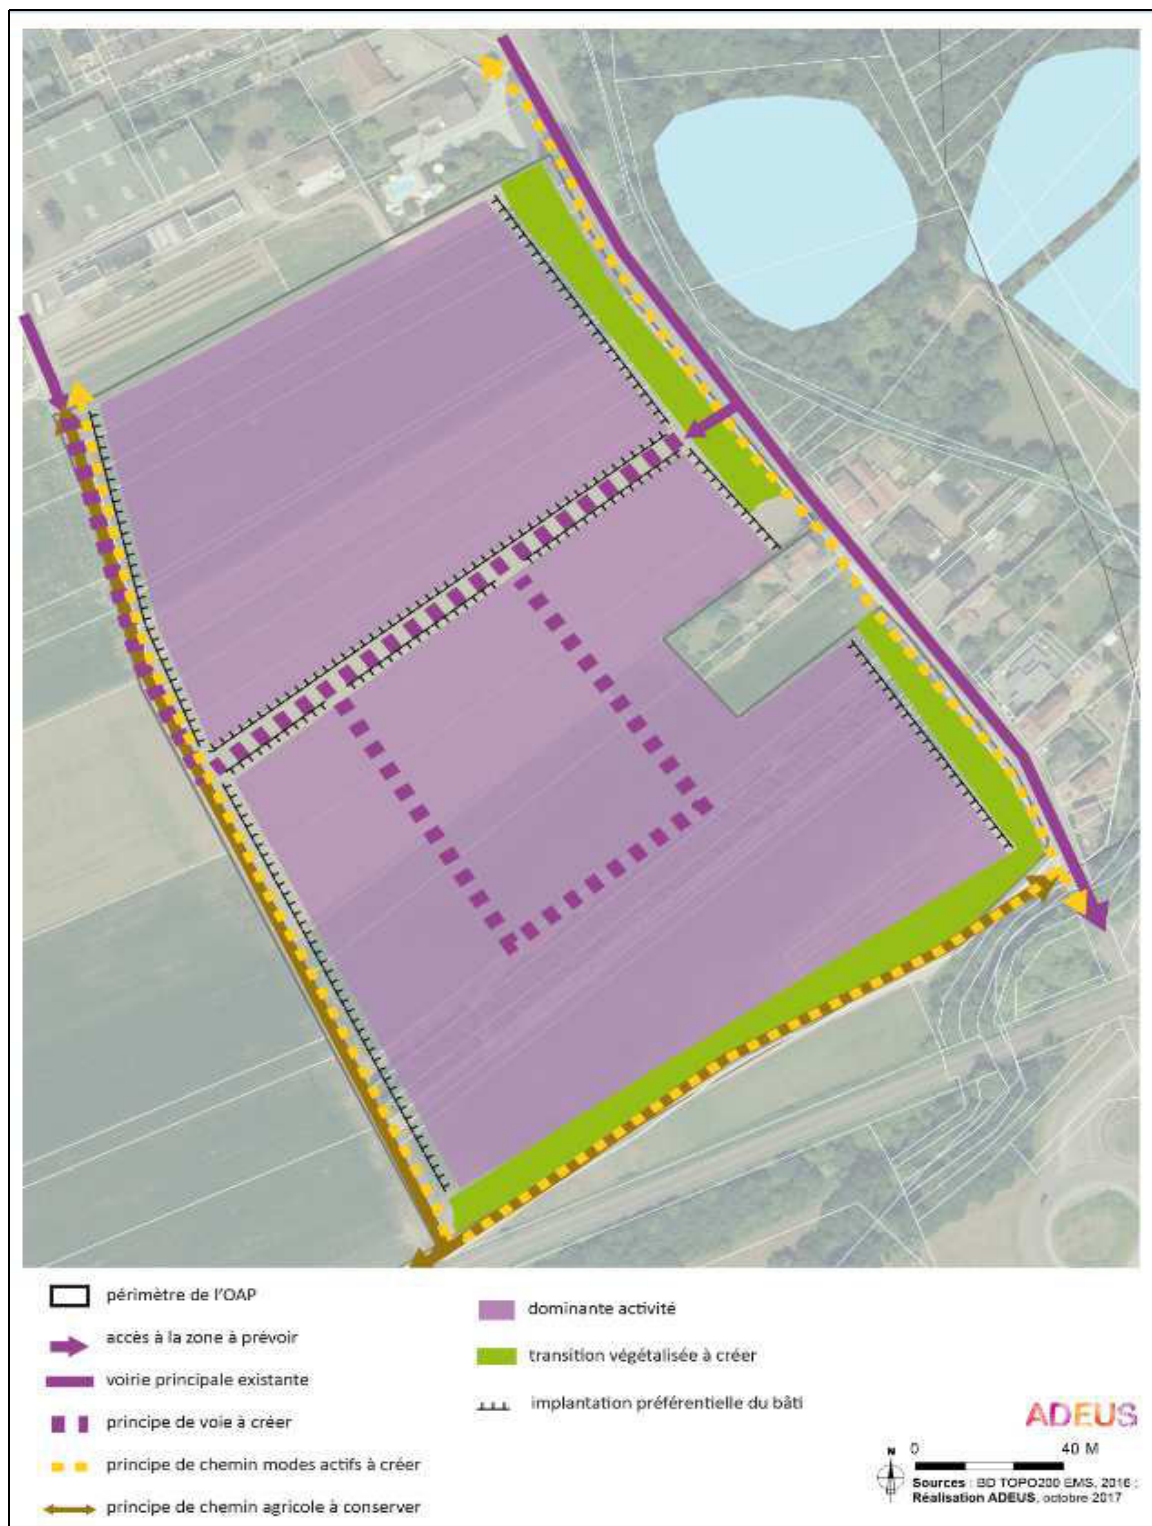 périmètre de l'OAP
accès à la zone à prévoir
voirie principale existante
principe de voie à créer
principe de chemin modes actifs à créer
principe de chemin agricole à conserver
dominante activité
transition végétalisée à créer
implantation préférentielle du bâti
ADEUS
N
0 40 M
Sources : BD TOPO200 EMS, 2016 ;
Réalisation ADEUS, octobre 2017